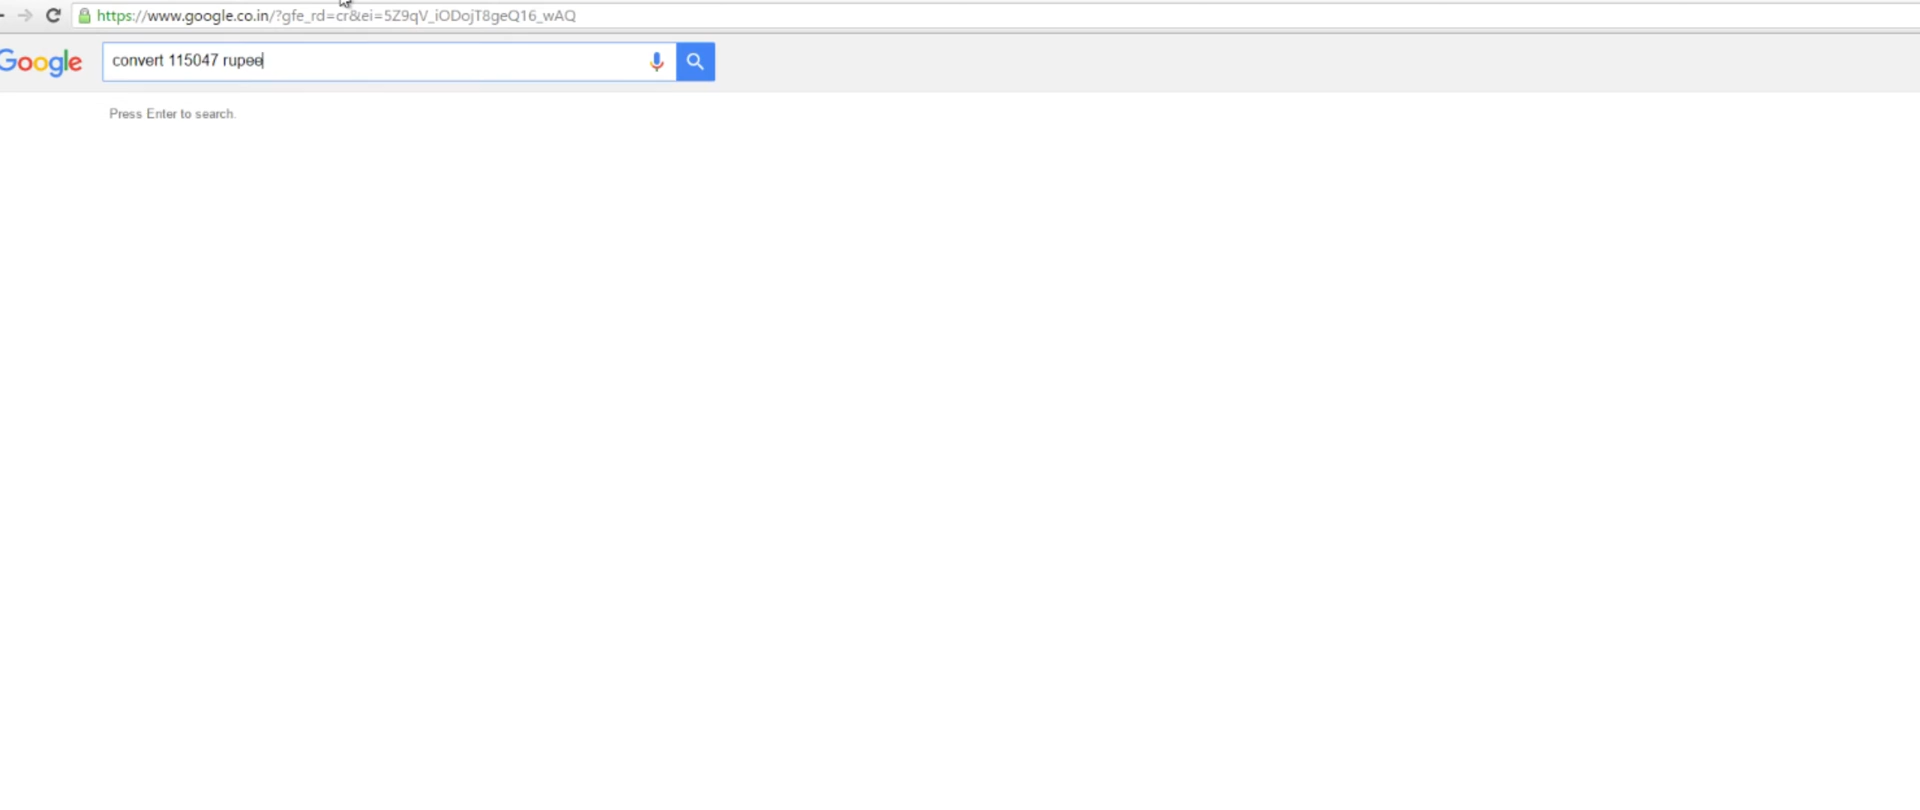 https://www.google.co.in/?gfe_rd=cr&ei=5Z9qV_iODojT8geQ16_wAQ
Google
convert 115047 rupee
Press Enter to search.